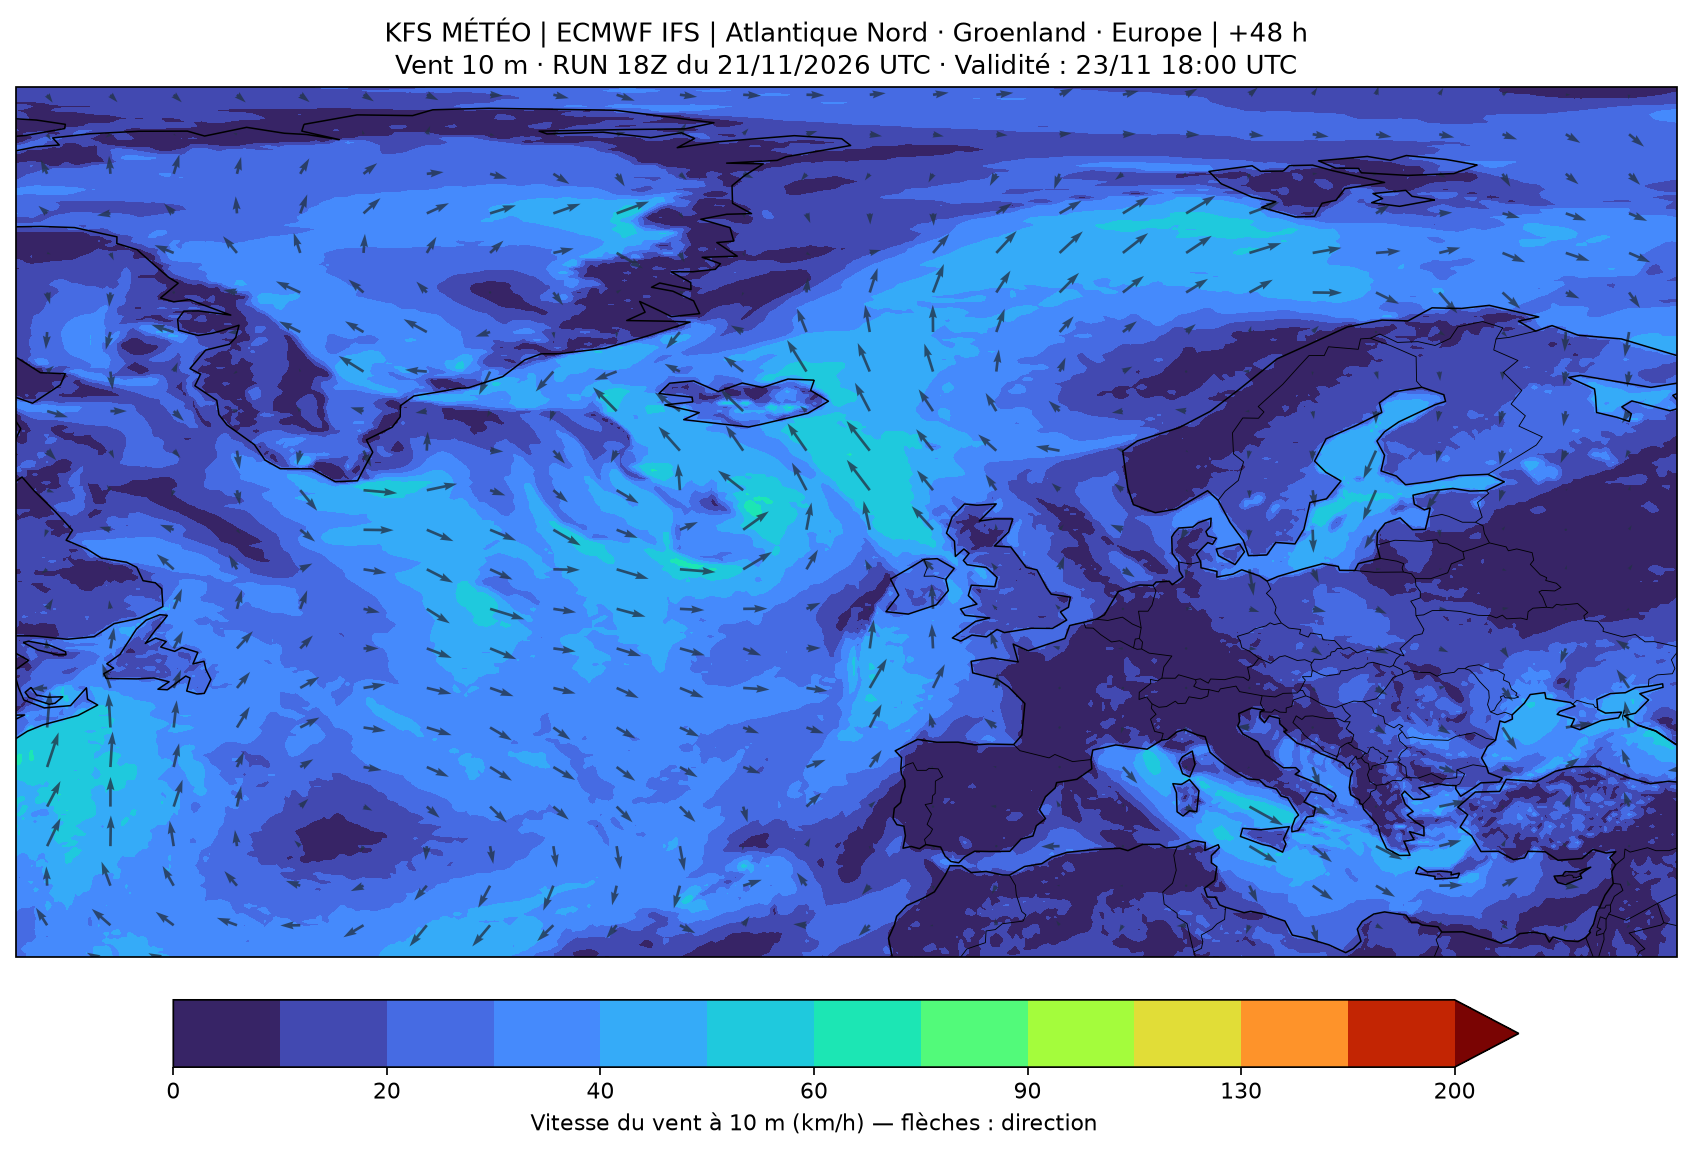 KFS MÉTÉO | ECMWF IFS | Atlantique Nord · Groenland · Europe | +48 h
Vent 10 m · RUN 18Z du 21/11/2026 UTC · Validité : 23/11 18:00 UTC
0 20 40 60 90 130 200
Vitesse du vent à 10 m (km/h) — flèches : direction